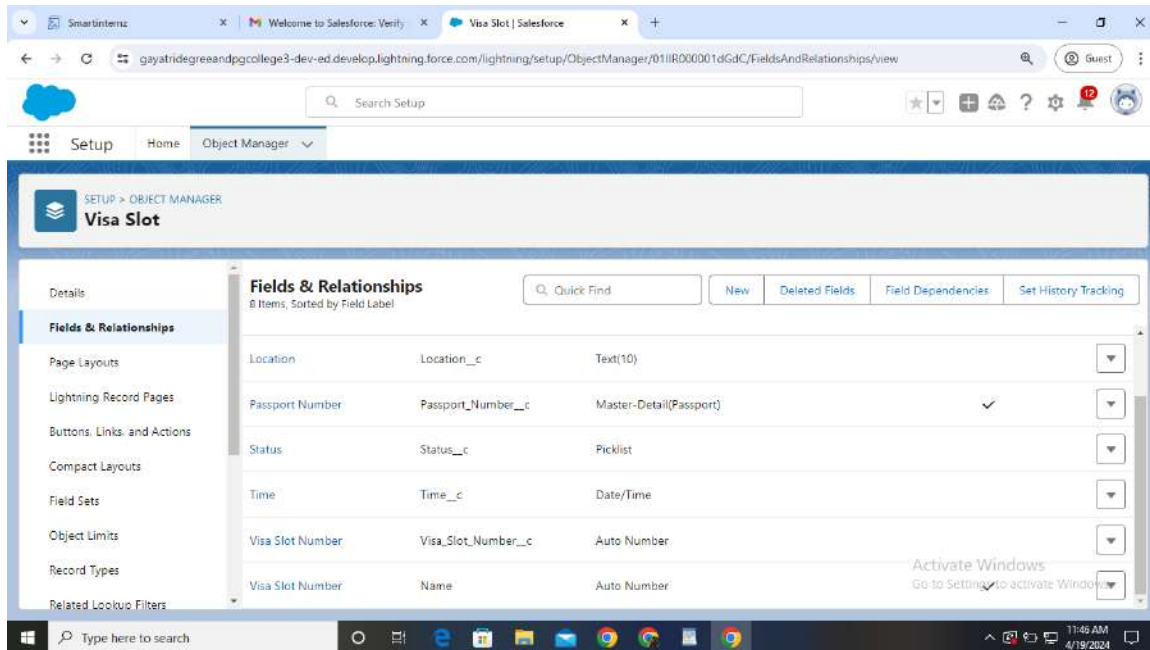 Smartinternz
Welcome to Salesforce: Verify
Visa Slot | Salesforce
gayatridegreeandpgcollege3-dev-ed.develop.lightning.force.com/lightning/setup/ObjectManager/01IIR000001dGdC/FieldsAndRelationships/view
Guest
Search Setup
12
Setup
Home
Object Manager
SETUP > OBJECT MANAGER
Visa Slot
Details
Fields & Relationships
Page Layouts
Lightning Record Pages
Buttons, Links, and Actions
Compact Layouts
Field Sets
Object Limits
Record Types
Related Lookup Filters
Fields & Relationships
8 Items, Sorted by Field Label
Quick Find
New
Deleted Fields
Field Dependencies
Set History Tracking
Location Location__c Text(10)
Passport Number Passport_Number__c Master-Detail(Passport)
Status Status__c Picklist
Time Time__c Date/Time
Visa Slot Number Visa_Slot_Number__c Auto Number
Visa Slot Number Name Auto Number
Activate Windows
Go to Settings to activate Windows
Type here to search
11:46 AM
4/19/2024